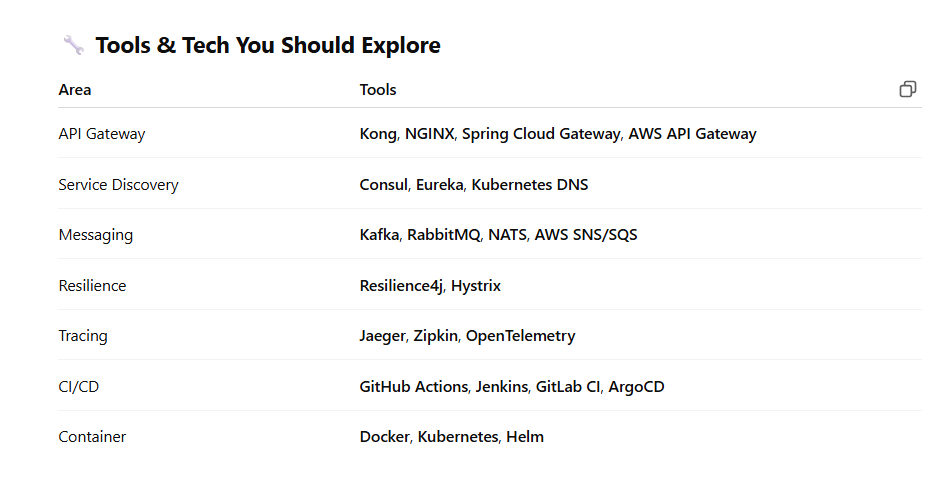 Tools & Tech You Should Explore
Area Tools
API Gateway Kong, NGINX, Spring Cloud Gateway, AWS API Gateway
Service Discovery Consul, Eureka, Kubernetes DNS
Messaging Kafka, RabbitMQ, NATS, AWS SNS/SQS
Resilience Resilience4j, Hystrix
Tracing Jaeger, Zipkin, OpenTelemetry
CI/CD GitHub Actions, Jenkins, GitLab CI, ArgoCD
Container Docker, Kubernetes, Helm